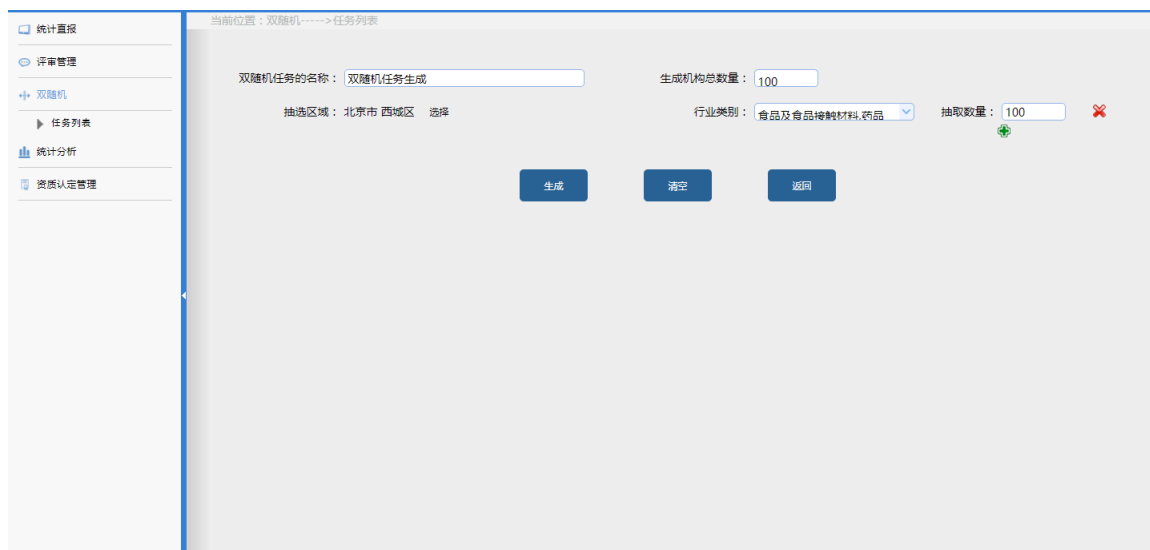 当前位置：双随机----->任务列表
统计直报
评审管理
双随机
任务列表
统计分析
资质认定管理
双随机任务的名称： 双随机任务生成 生成机构总数量： 100
抽选区域： 北京市 西城区 选择 行业类别： 食品及食品接触材料,药品 抽取数量： 100
生成 清空 返回